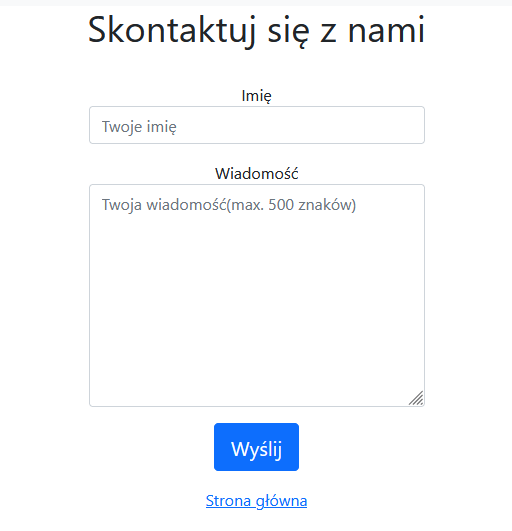 Skontaktuj się z nami
Imię
Twoje imię
Wiadomość
Twoja wiadomość(max. 500 znaków)
Wyślij
Strona główna